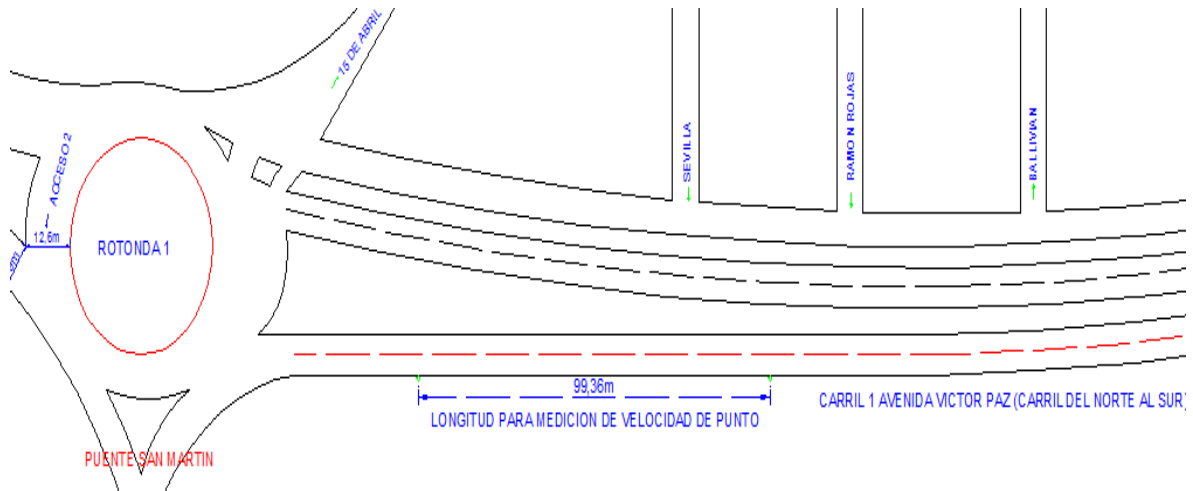 15 DE ABRIL
ACCESO 2
SEVILLA
RAMON ROJAS
BALLIVIAN
12,6m
ROTONDA 1
99,36m
LONGITUD PARA MEDICION DE VELOCIDAD DE PUNTO
CARRIL 1 AVENIDA VICTOR PAZ (CARRIL DEL NORTE AL SUR)
PUENTE SAN MARTIN